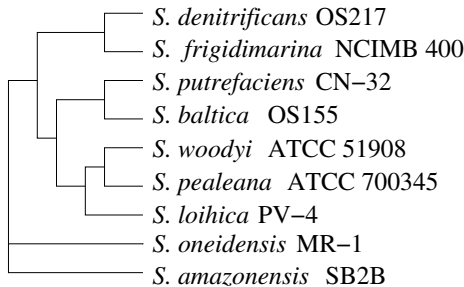 S. denitrificans OS217
S. frigidimarina NCIMB 400
S. putrefaciens CN−32
S. baltica OS155
S. woodyi ATCC 51908
S. pealeana ATCC 700345
S. loihica PV−4
S. oneidensis MR−1
S. amazonensis SB2B